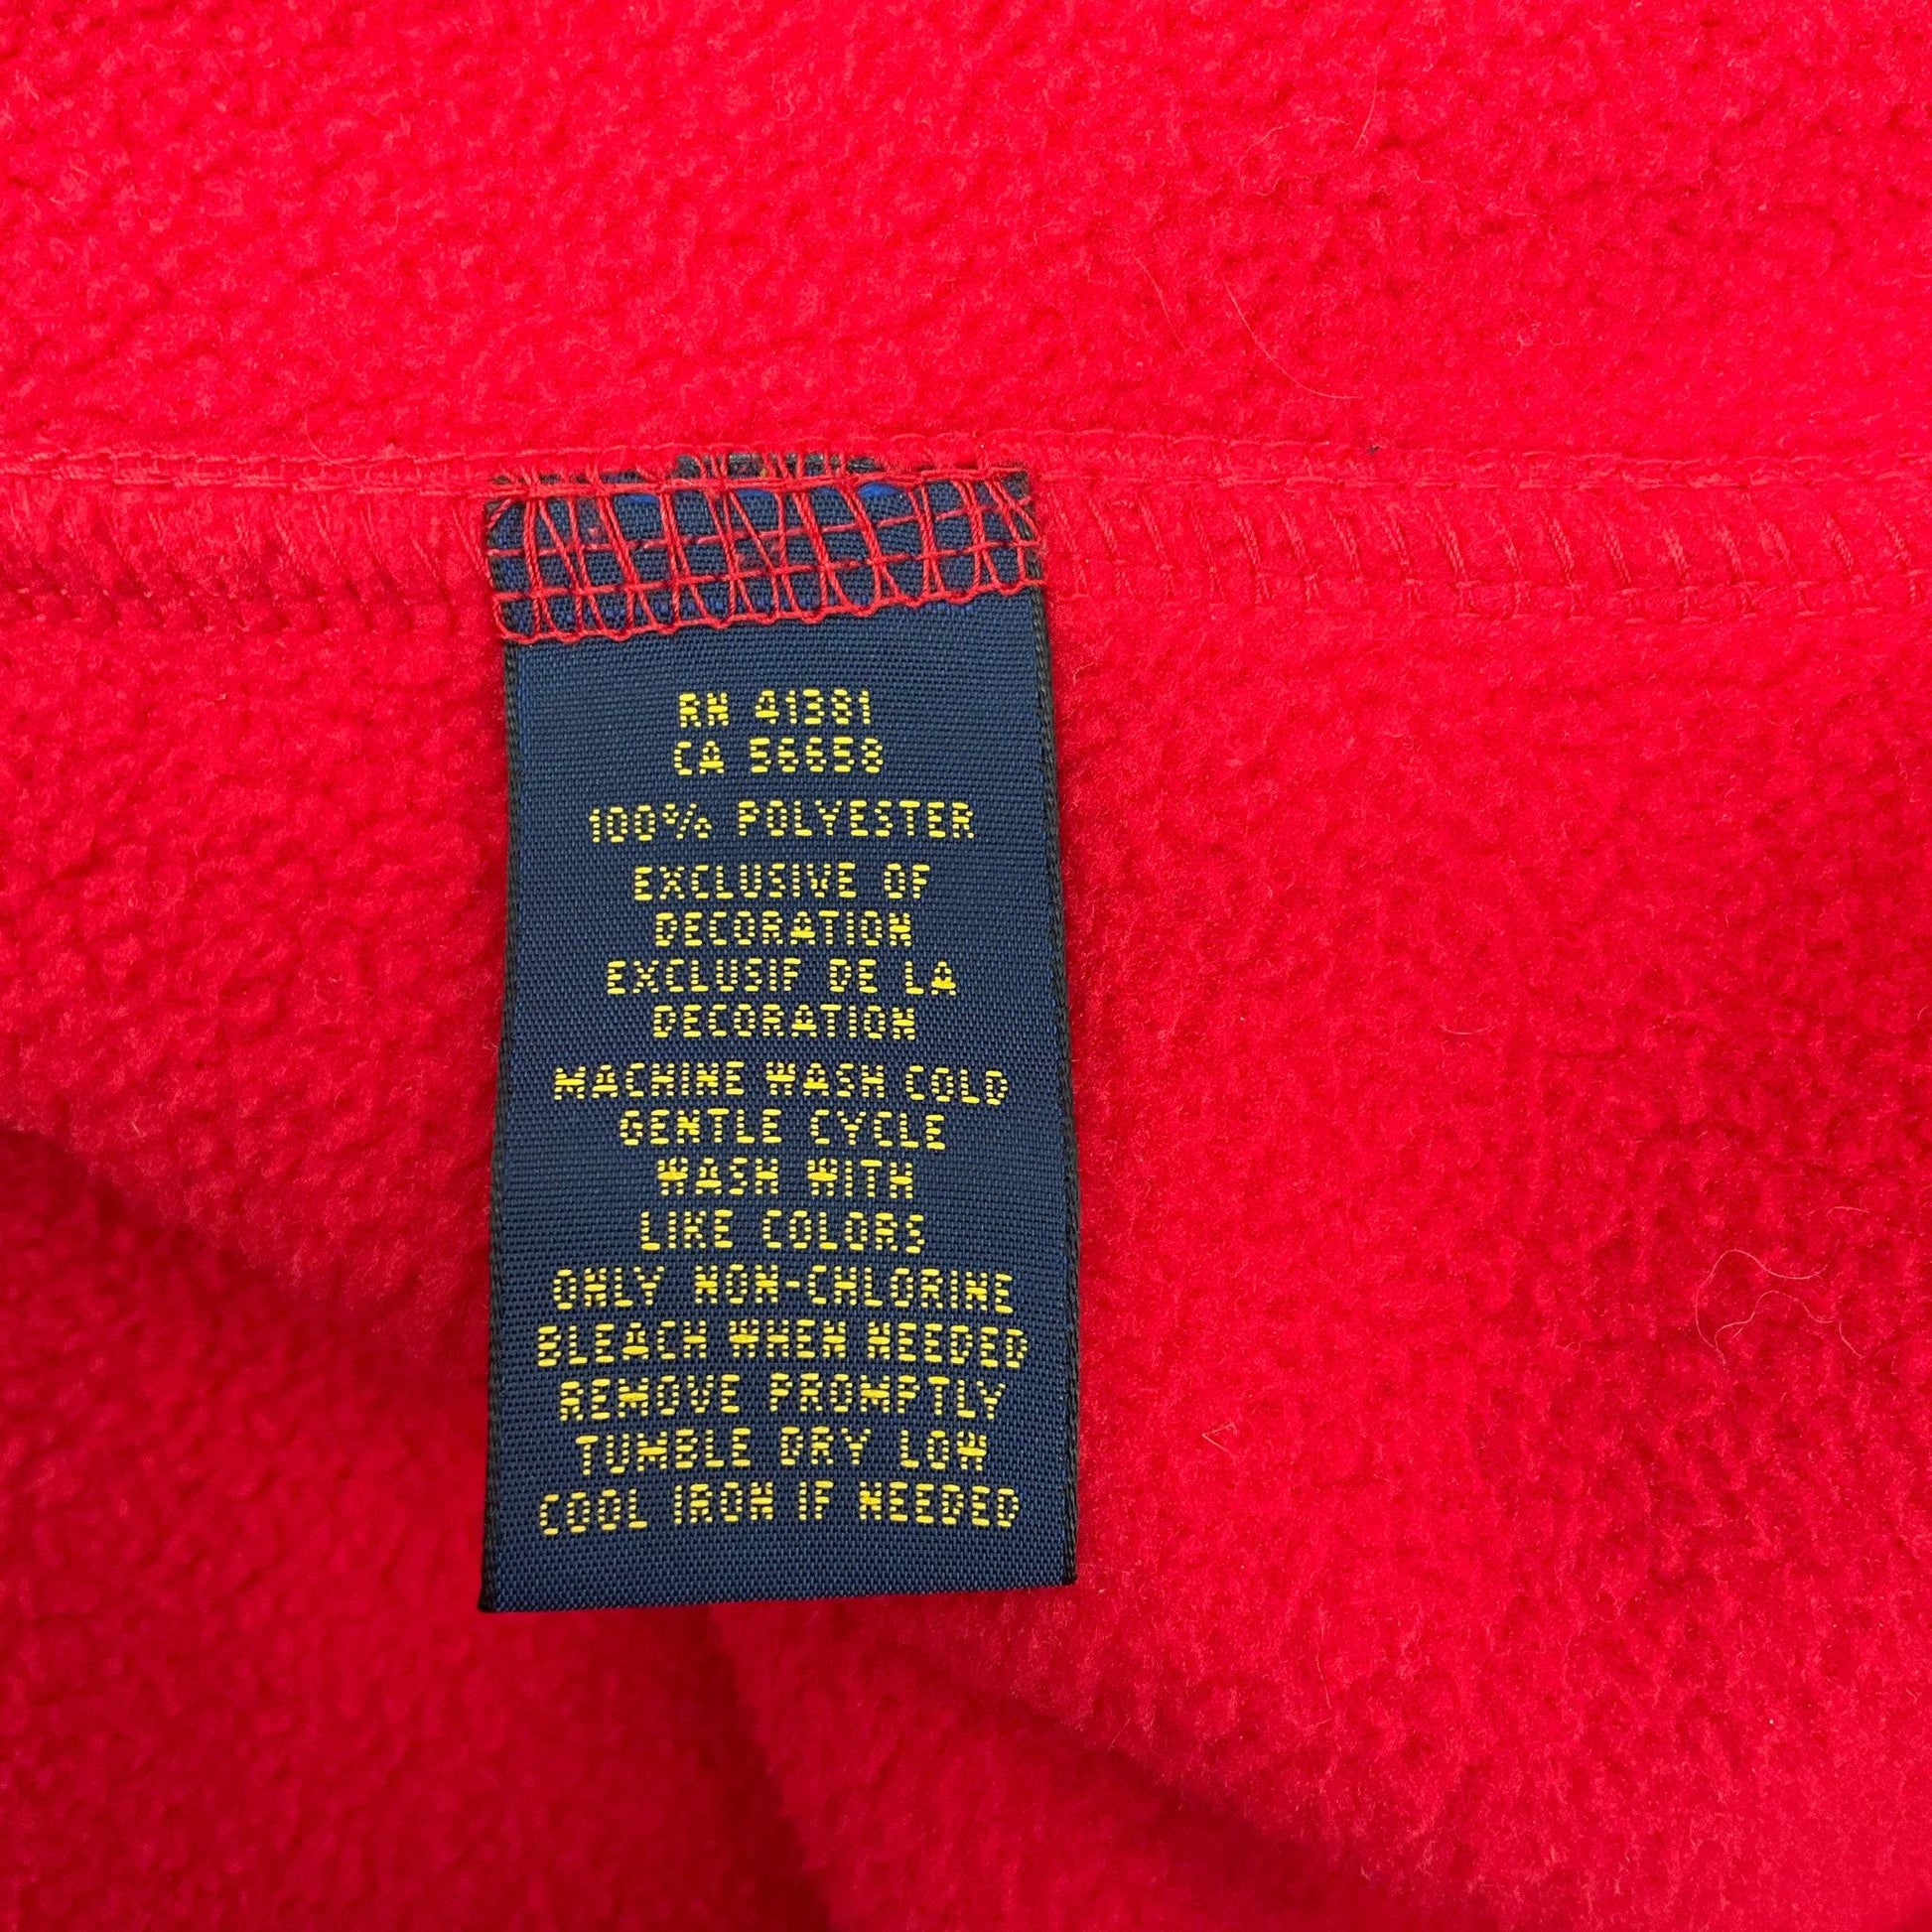 RN 41381
CA 56658
100% POLYESTER
EXCLUSIVE OF
DECORATION
EXCLUSIF DE LA
DECORATION
MACHINE WASH COLD
GENTLE CYCLE
WASH WITH
LIKE COLORS
ONLY NON-CHLORINE
BLEACH WHEN NEEDED
REMOVE PROMPTLY
TUMBLE DRY LOW
COOL IRON IF NEEDED